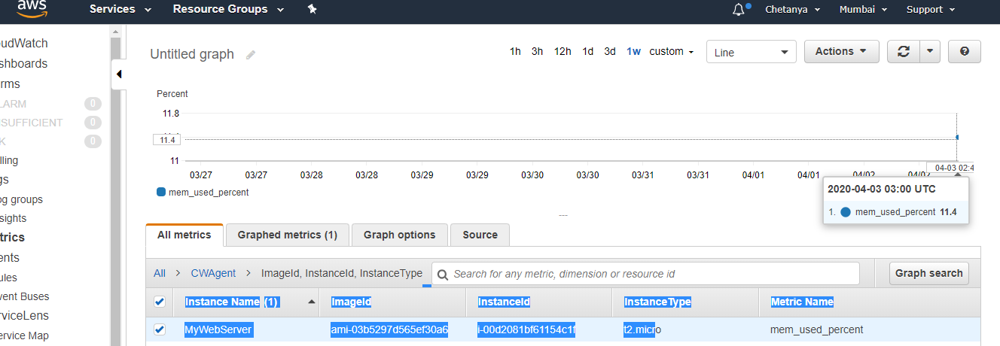 aws Services Resource Groups Chetanya Mumbai Support
oudWatch
shboards
rms
LARM 0
NSUFFICIENT 0
K 0
lling
gs
og groups
sights
trics
ents
ules
vent Buses
rviceLens
ervice Map
Untitled graph
1h 3h 12h 1d 3d 1w custom Line Actions ?
Percent
11.8
11.4
11
03/27 03/27 03/28 03/28 03/29 03/29 03/30 03/30 03/31 03/31 04/01 04/01 04/02 04/02 04-03 02:4
mem_used_percent
2020-04-03 03:00 UTC
1. mem_used_percent 11.4
All metrics Graphed metrics (1) Graph options Source
All > CWAgent > ImageId, InstanceId, InstanceType Search for any metric, dimension or resource id Graph search
Instance Name (1) ImageId InstanceId InstanceType Metric Name
MyWebServer ami-03b5297d565ef30a6 i-00d2081bf61154c1f t2.micro mem_used_percent